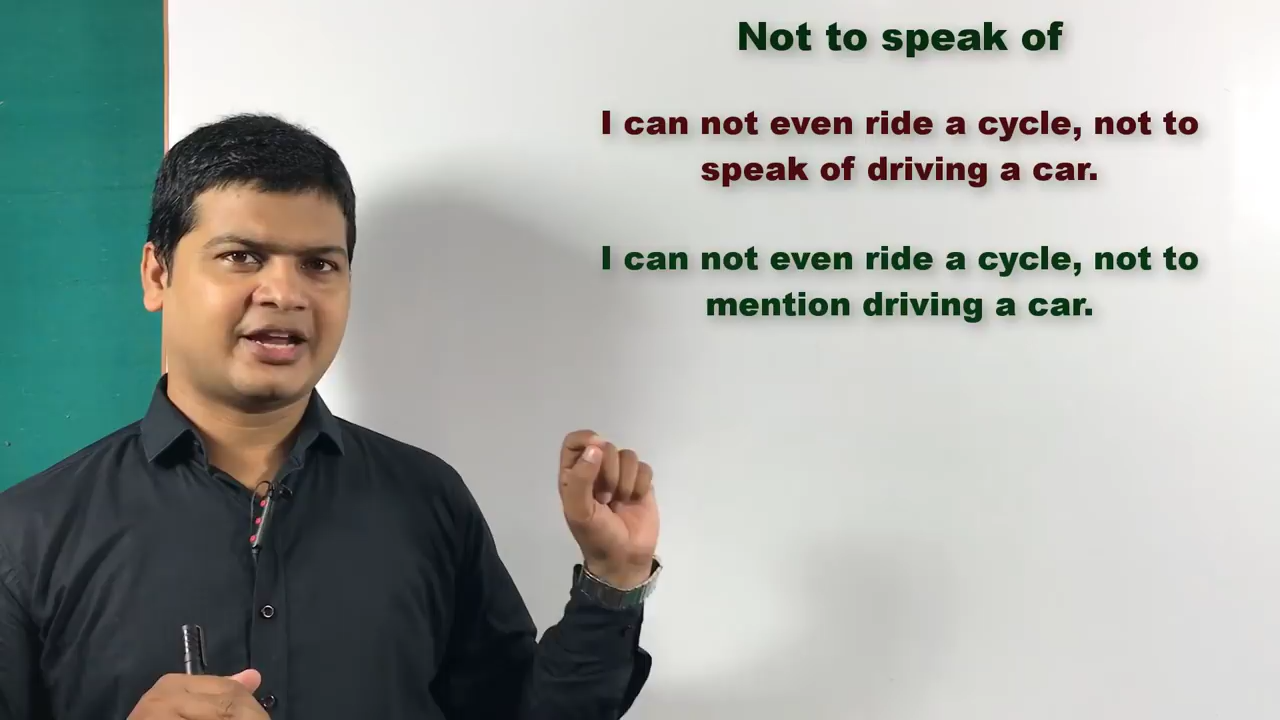 Not to speak of
I can not even ride a cycle, not to
speak of driving a car.
I can not even ride a cycle, not to
mention driving a car.